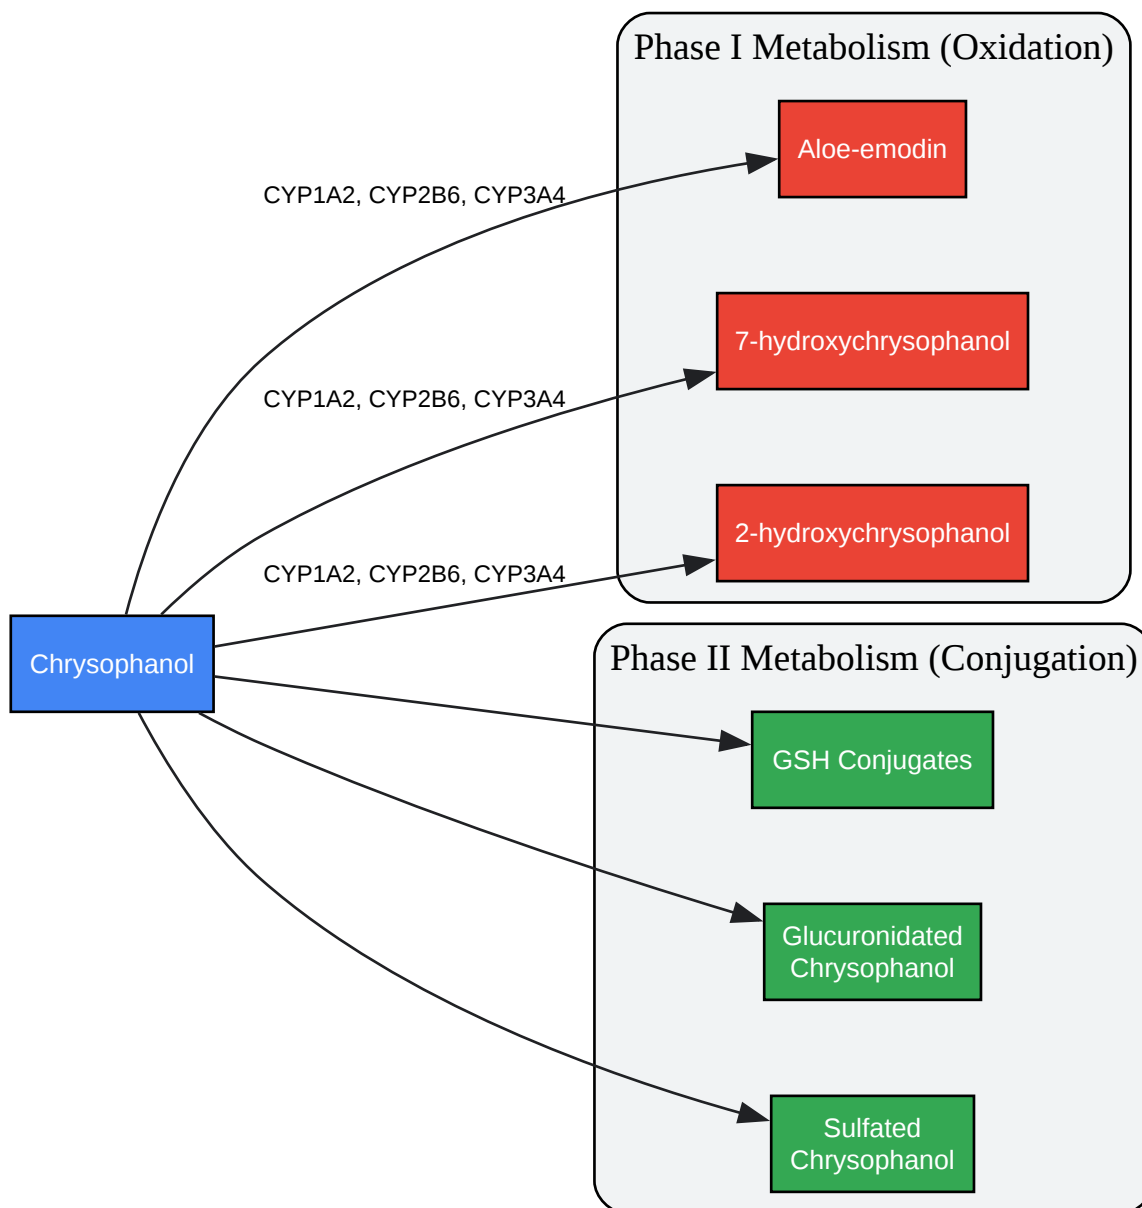 Phase I Metabolism (Oxidation)
Aloe-emodin
CYP1A2, CYP2B6, CYP3A4
7-hydroxychrysophanol
CYP1A2, CYP2B6, CYP3A4
2-hydroxychrysophanol
CYP1A2, CYP2B6, CYP3A4
Chrysophanol
Phase II Metabolism (Conjugation)
GSH Conjugates
Glucuronidated
Chrysophanol
Sulfated
Chrysophanol